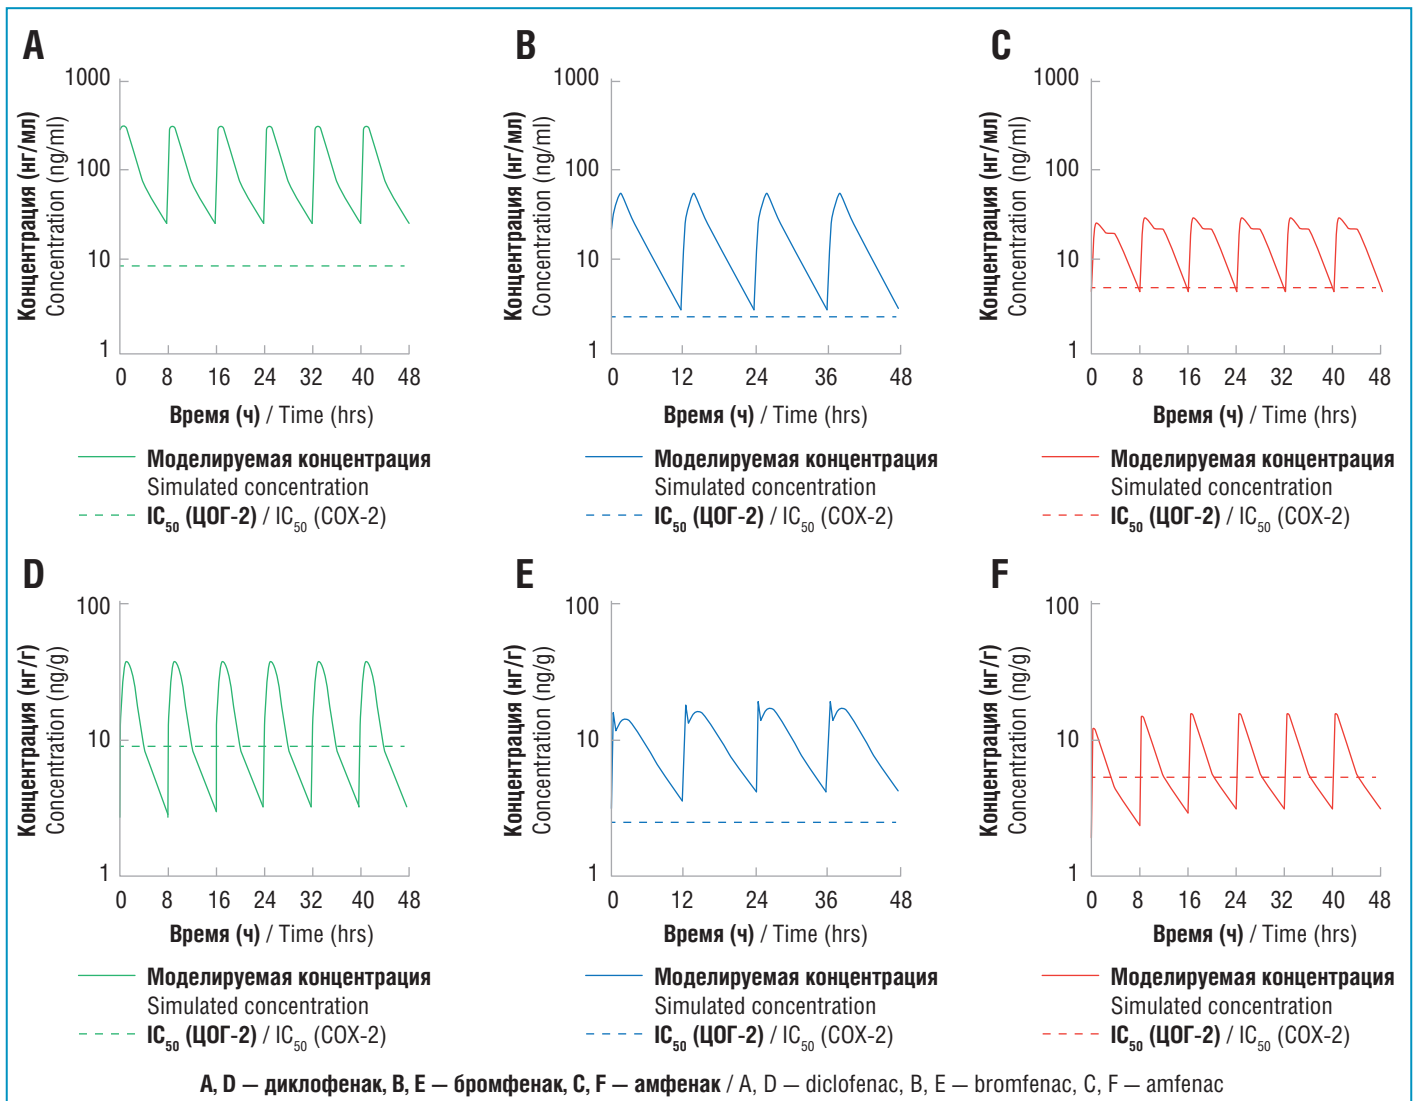 A
Концентрация (нг/мл)
Concentration (ng/ml)
1000
100
10
1
0 8 16 24 32 40 48
Время (ч) / Time (hrs)
Моделируемая концентрация
Simulated concentration
IC50 (ЦОГ-2) / IC50 (COX-2)
B
Концентрация (нг/мл)
Concentration (ng/ml)
1000
100
10
1
0 12 24 36 48
Время (ч) / Time (hrs)
Моделируемая концентрация
Simulated concentration
IC50 (ЦОГ-2) / IC50 (COX-2)
C
Концентрация (нг/мл)
Concentration (ng/ml)
1000
100
10
1
0 8 16 24 32 40 48
Время (ч) / Time (hrs)
Моделируемая концентрация
Simulated concentration
IC50 (ЦОГ-2) / IC50 (COX-2)
D
Концентрация (нг/г)
Concentration (ng/g)
100
10
1
0 8 16 24 32 40 48
Время (ч) / Time (hrs)
Моделируемая концентрация
Simulated concentration
IC50 (ЦОГ-2) / IC50 (COX-2)
E
Концентрация (нг/г)
Concentration (ng/g)
100
10
1
0 12 24 36 48
Время (ч) / Time (hrs)
Моделируемая концентрация
Simulated concentration
IC50 (ЦОГ-2) / IC50 (COX-2)
F
Концентрация (нг/г)
Concentration (ng/g)
100
10
1
0 8 16 24 32 40 48
Время (ч) / Time (hrs)
Моделируемая концентрация
Simulated concentration
IC50 (ЦОГ-2) / IC50 (COX-2)
A, D — диклофенак, B, E — бромфенак, C, F — амфенак / A, D — diclofenac, B, E — bromfenac, C, F — amfenac